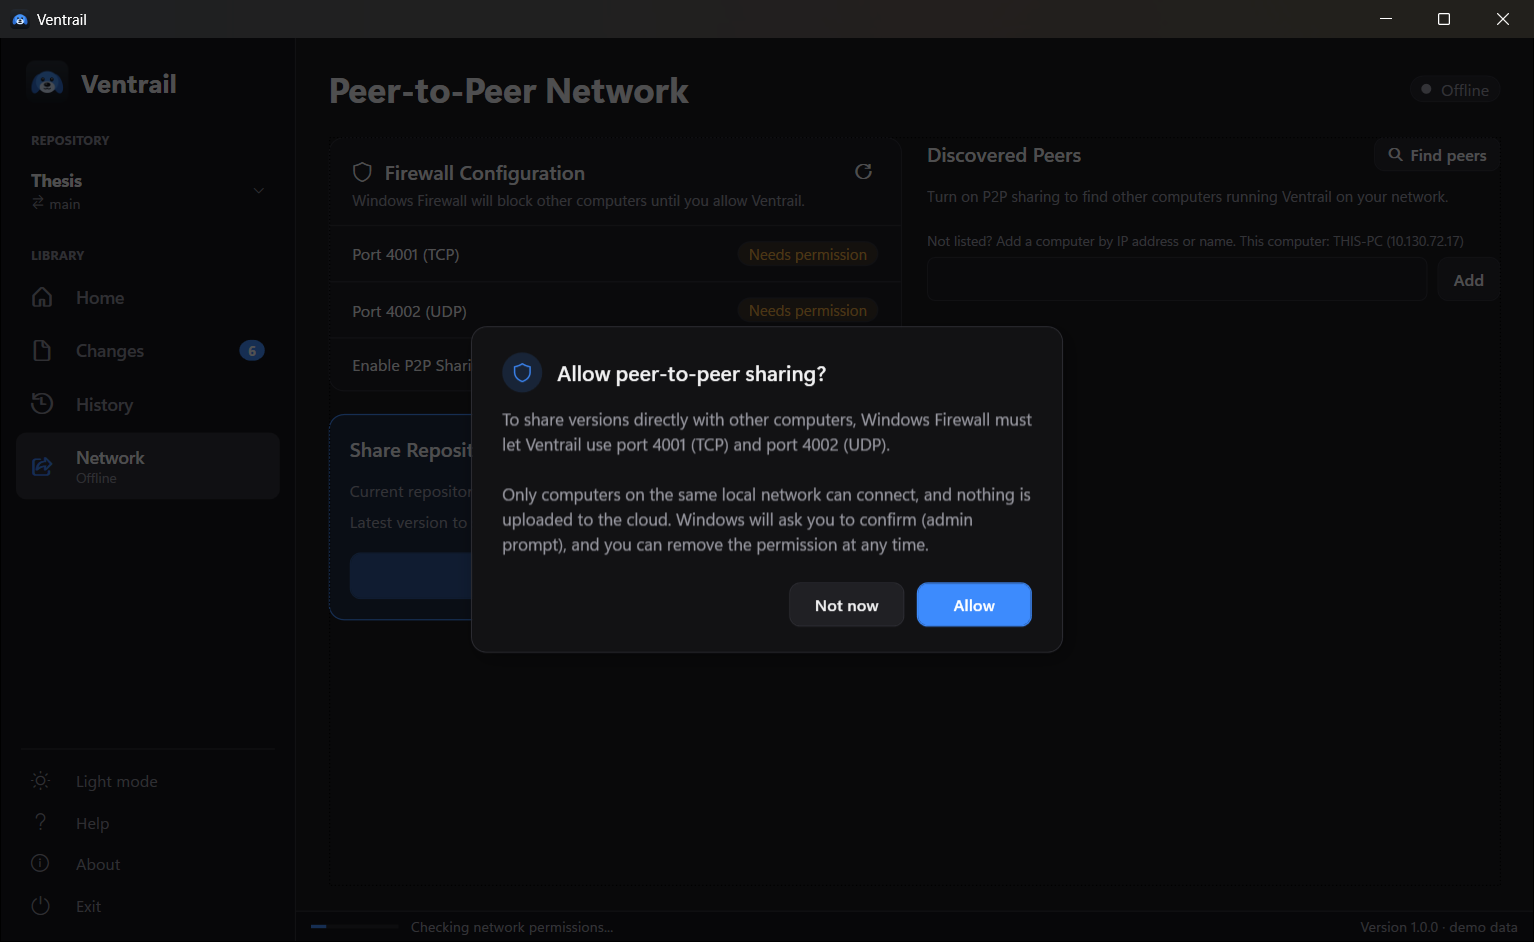 Ventrail
Ventrail
REPOSITORY
Thesis
main
LIBRARY
Home
Changes
6
History
Network
Offline
Light mode
Help
About
Exit
Peer-to-Peer Network
Offline
Firewall Configuration
Windows Firewall will block other computers until you allow Ventrail.
Port 4001 (TCP)
Needs permission
Port 4002 (UDP)
Needs permission
Enable P2P Shari
Share Reposit
Current repositor
Latest version to
Discovered Peers
Find peers
Turn on P2P sharing to find other computers running Ventrail on your network.
Not listed? Add a computer by IP address or name. This computer: THIS-PC (10.130.72.17)
Add
Allow peer-to-peer sharing?
To share versions directly with other computers, Windows Firewall must
let Ventrail use port 4001 (TCP) and port 4002 (UDP).
Only computers on the same local network can connect, and nothing is
uploaded to the cloud. Windows will ask you to confirm (admin
prompt), and you can remove the permission at any time.
Not now
Allow
Checking network permissions...
Version 1.0.0 · demo data